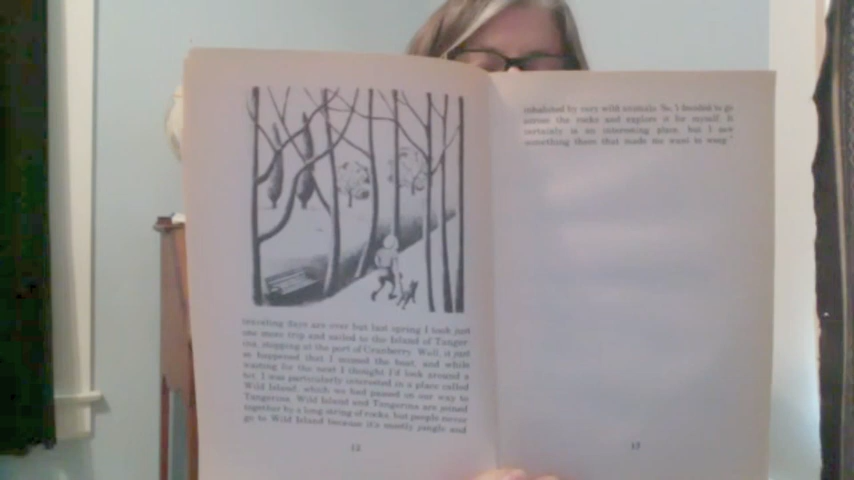 traveling days are over but last spring I took just
one more trip and sailed to the Island of Tanger
ina, stopping at the port of Cranberry. Well, it just
so happened that I missed the boat, and while
waiting for the next I thought I'd look around a
bit. I was particularly interested in a place called
Wild Island, which we had passed on our way to
Tangerina. Wild Island and Tangerina are joined
together by a long string of rocks, but people never
go to Wild Island because it's mostly jungle and
12
inhabited by very wild animals. So, I decided to go
across the rocks and explore it for myself. It
certainly is an interesting place, but I saw
something there that made me want to weep."